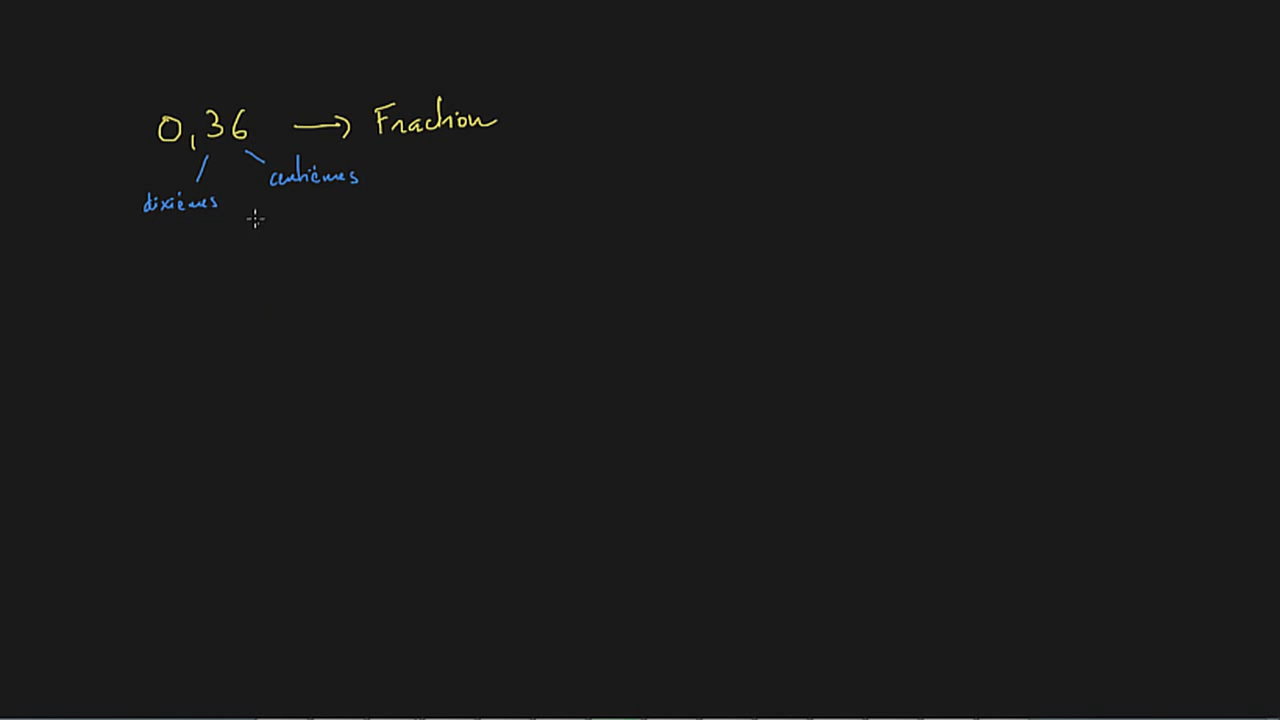 0,36 → Fraction
centièmes
dixièmes